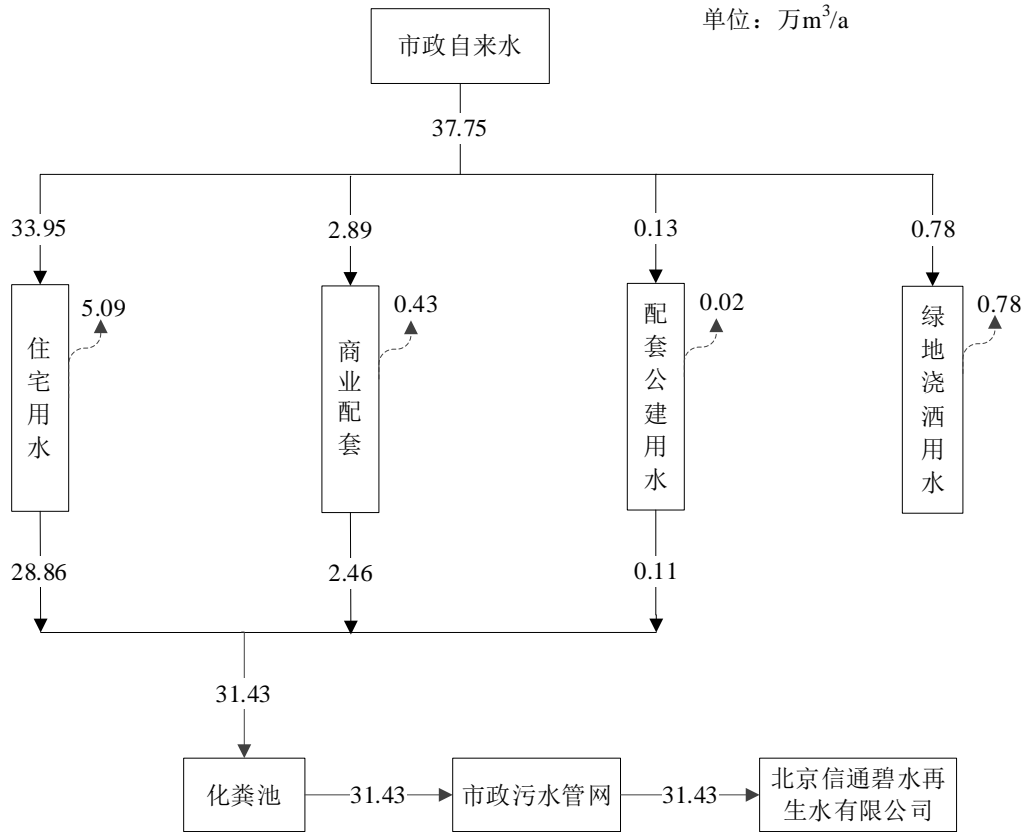 单位：万m³/a
市政自来水
37.75
33.95
2.89
0.13
0.78
5.09
0.43
0.02
0.78
住宅用水
商业配套
配套公建用水
绿地浇洒用水
28.86
2.46
0.11
31.43
化粪池
31.43
市政污水管网
31.43
北京信通碧水再
生水有限公司